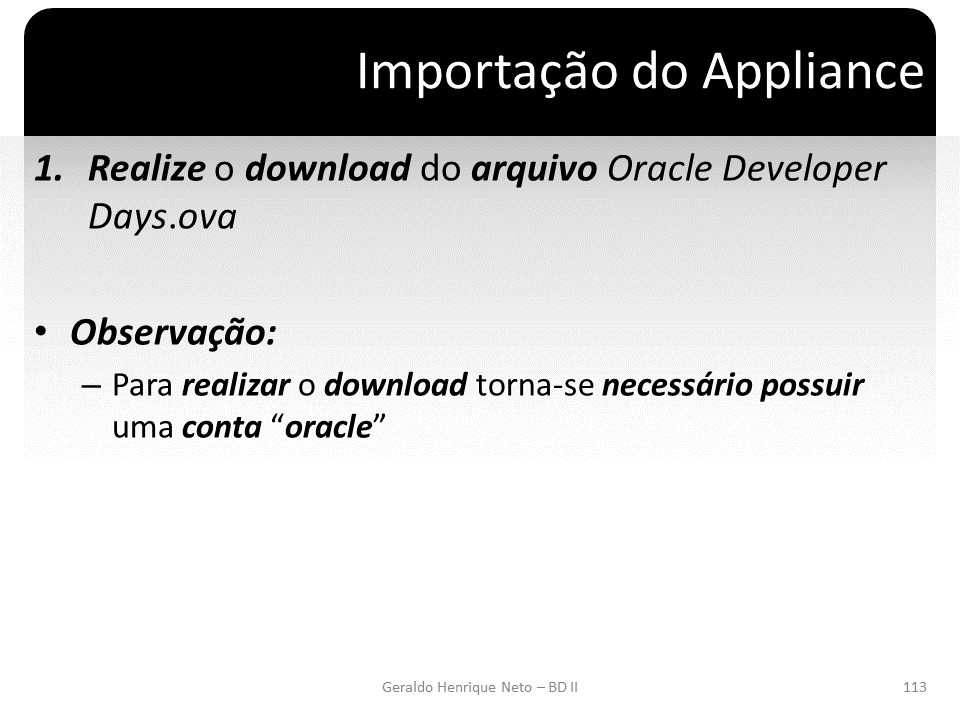 Importação do Appliance
1. Realize o download do arquivo Oracle Developer
Days.ova
• Observação:
– Para realizar o download torna-se necessário possuir
uma conta “oracle”
Geraldo Henrique Neto – BD II
113